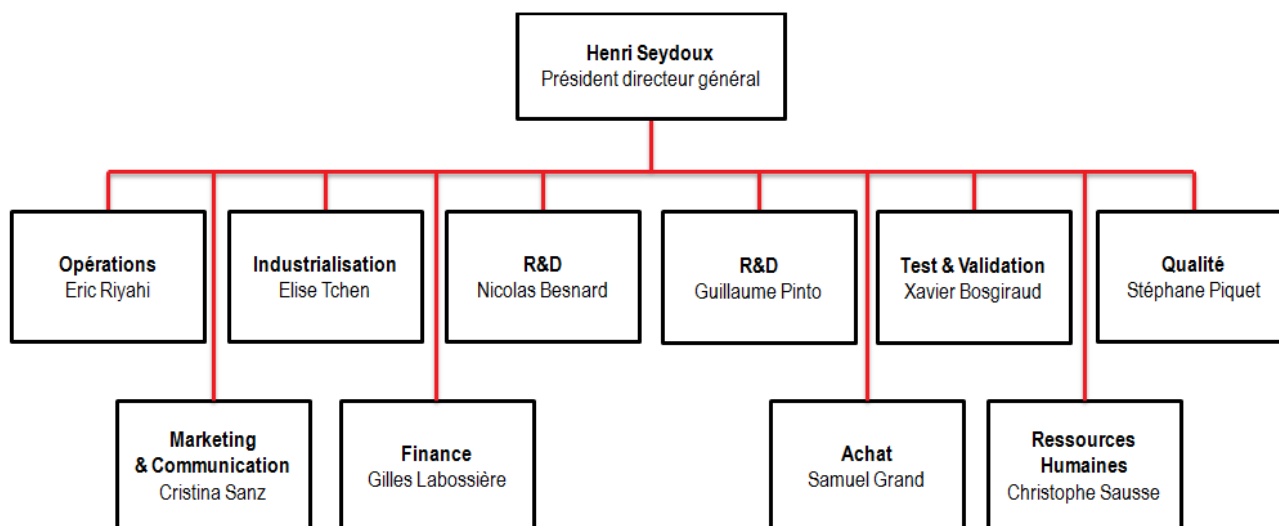 Henri Seydoux
Président directeur général
Opérations
Eric Riyahi
Industrialisation
Elise Tchen
R&D
Nicolas Besnard
R&D
Guillaume Pinto
Test & Validation
Xavier Bosgiraud
Qualité
Stéphane Piquet
Marketing
& Communication
Cristina Sanz
Finance
Gilles Labossière
Achat
Samuel Grand
Ressources
Humaines
Christophe Sausse